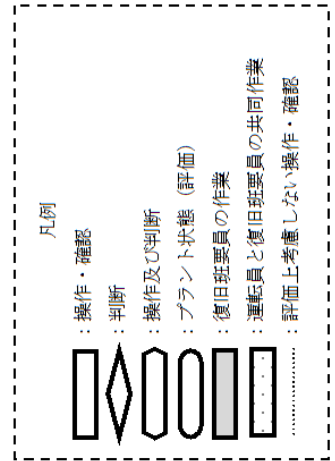 凡例
：操作・確認
：判断
：操作及び判断
：プラント状態（評価）
：復旧班要員の作業
：運転員と復旧班要員の共同作業
：評価上考慮しない操作・確認